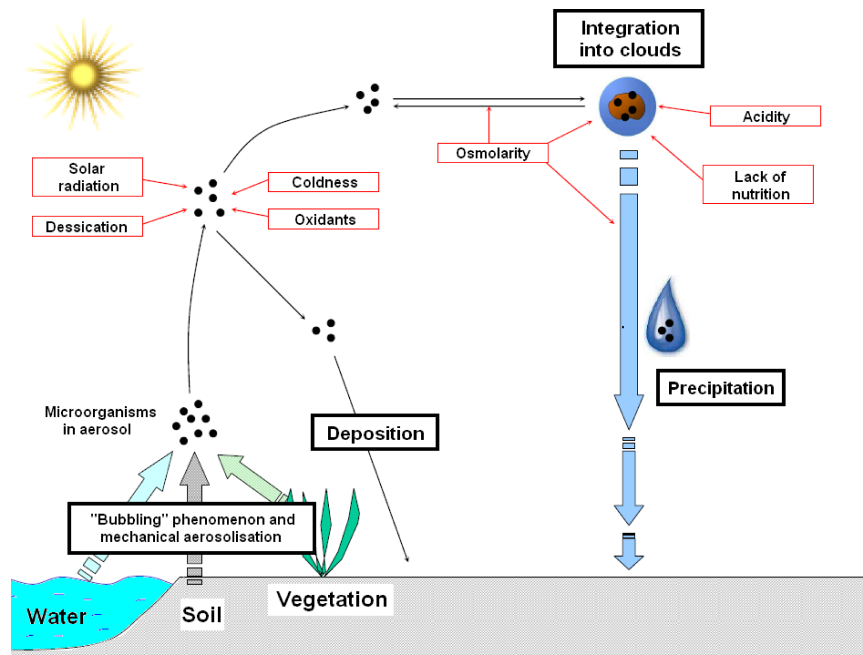 Integration
into clouds
Acidity
Osmolarity
Lack of
nutrition
Solar
radiation
Coldness
Dessication
Oxidants
Precipitation
Microorganisms
in aerosol
Deposition
"Bubbling" phenomenon and
mechanical aerosolisation
Water
Soil
Vegetation